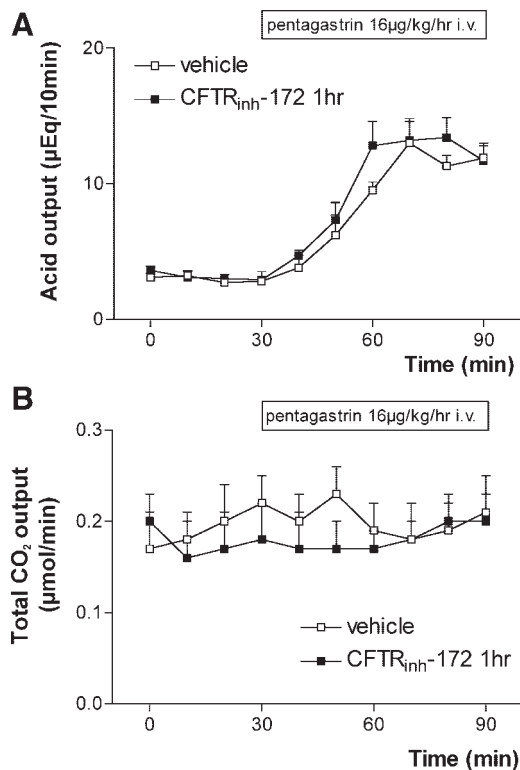 A
pentagastrin 16µg/kg/hr i.v.
vehicle
CFTRinh-172 1hr
Acid output (µEq/10min)
20
10
0
0 30 60 90
Time (min)
B
pentagastrin 16µg/kg/hr i.v.
Total CO2 output
(µmol/min)
0.3
0.2
0.1
0.0
vehicle
CFTRinh-172 1hr
0 30 60 90
Time (min)